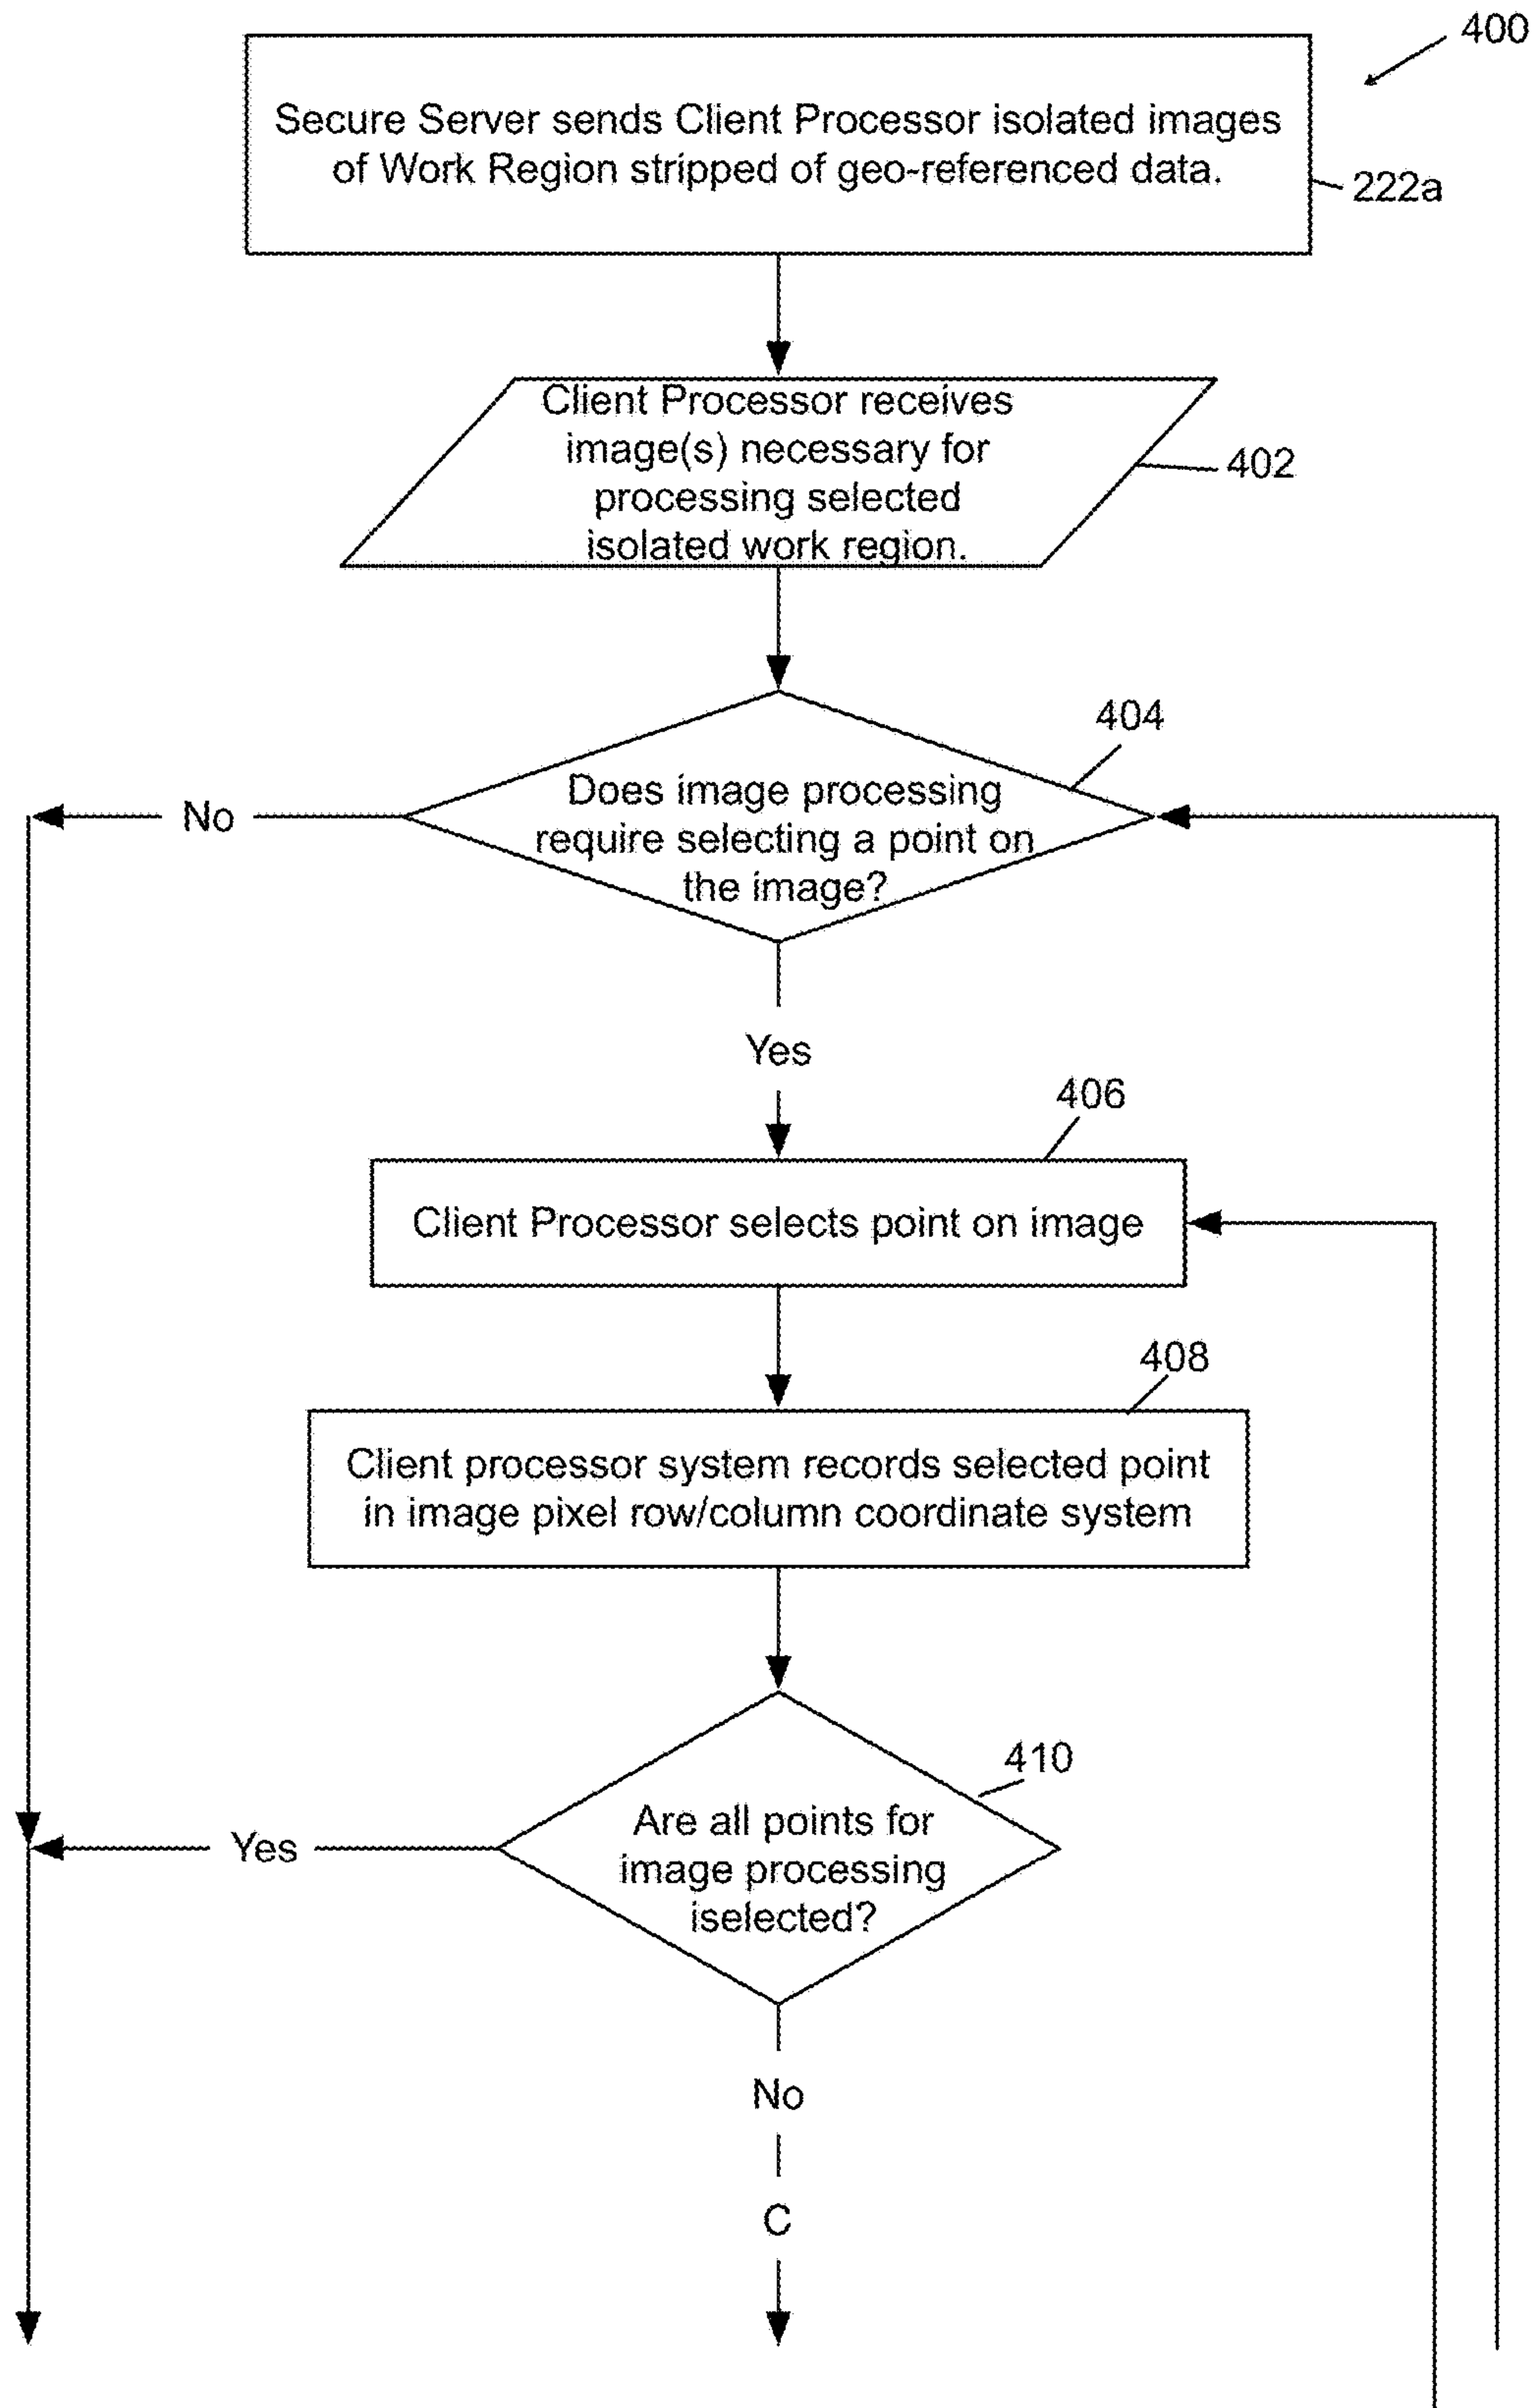 400
Secure Server sends Client Processor isolated images
of Work Region stripped of geo-referenced data.
222a
Client Processor receives
image(s) necessary for
processing selected
isolated work region.
402
404
Does image processing
require selecting a point on
the image?
No
Yes
406
Client Processor selects point on image
408
Client processor system records selected point
in image pixel row/column coordinate system
410
Are all points for
image processing
iselected?
Yes
No
C